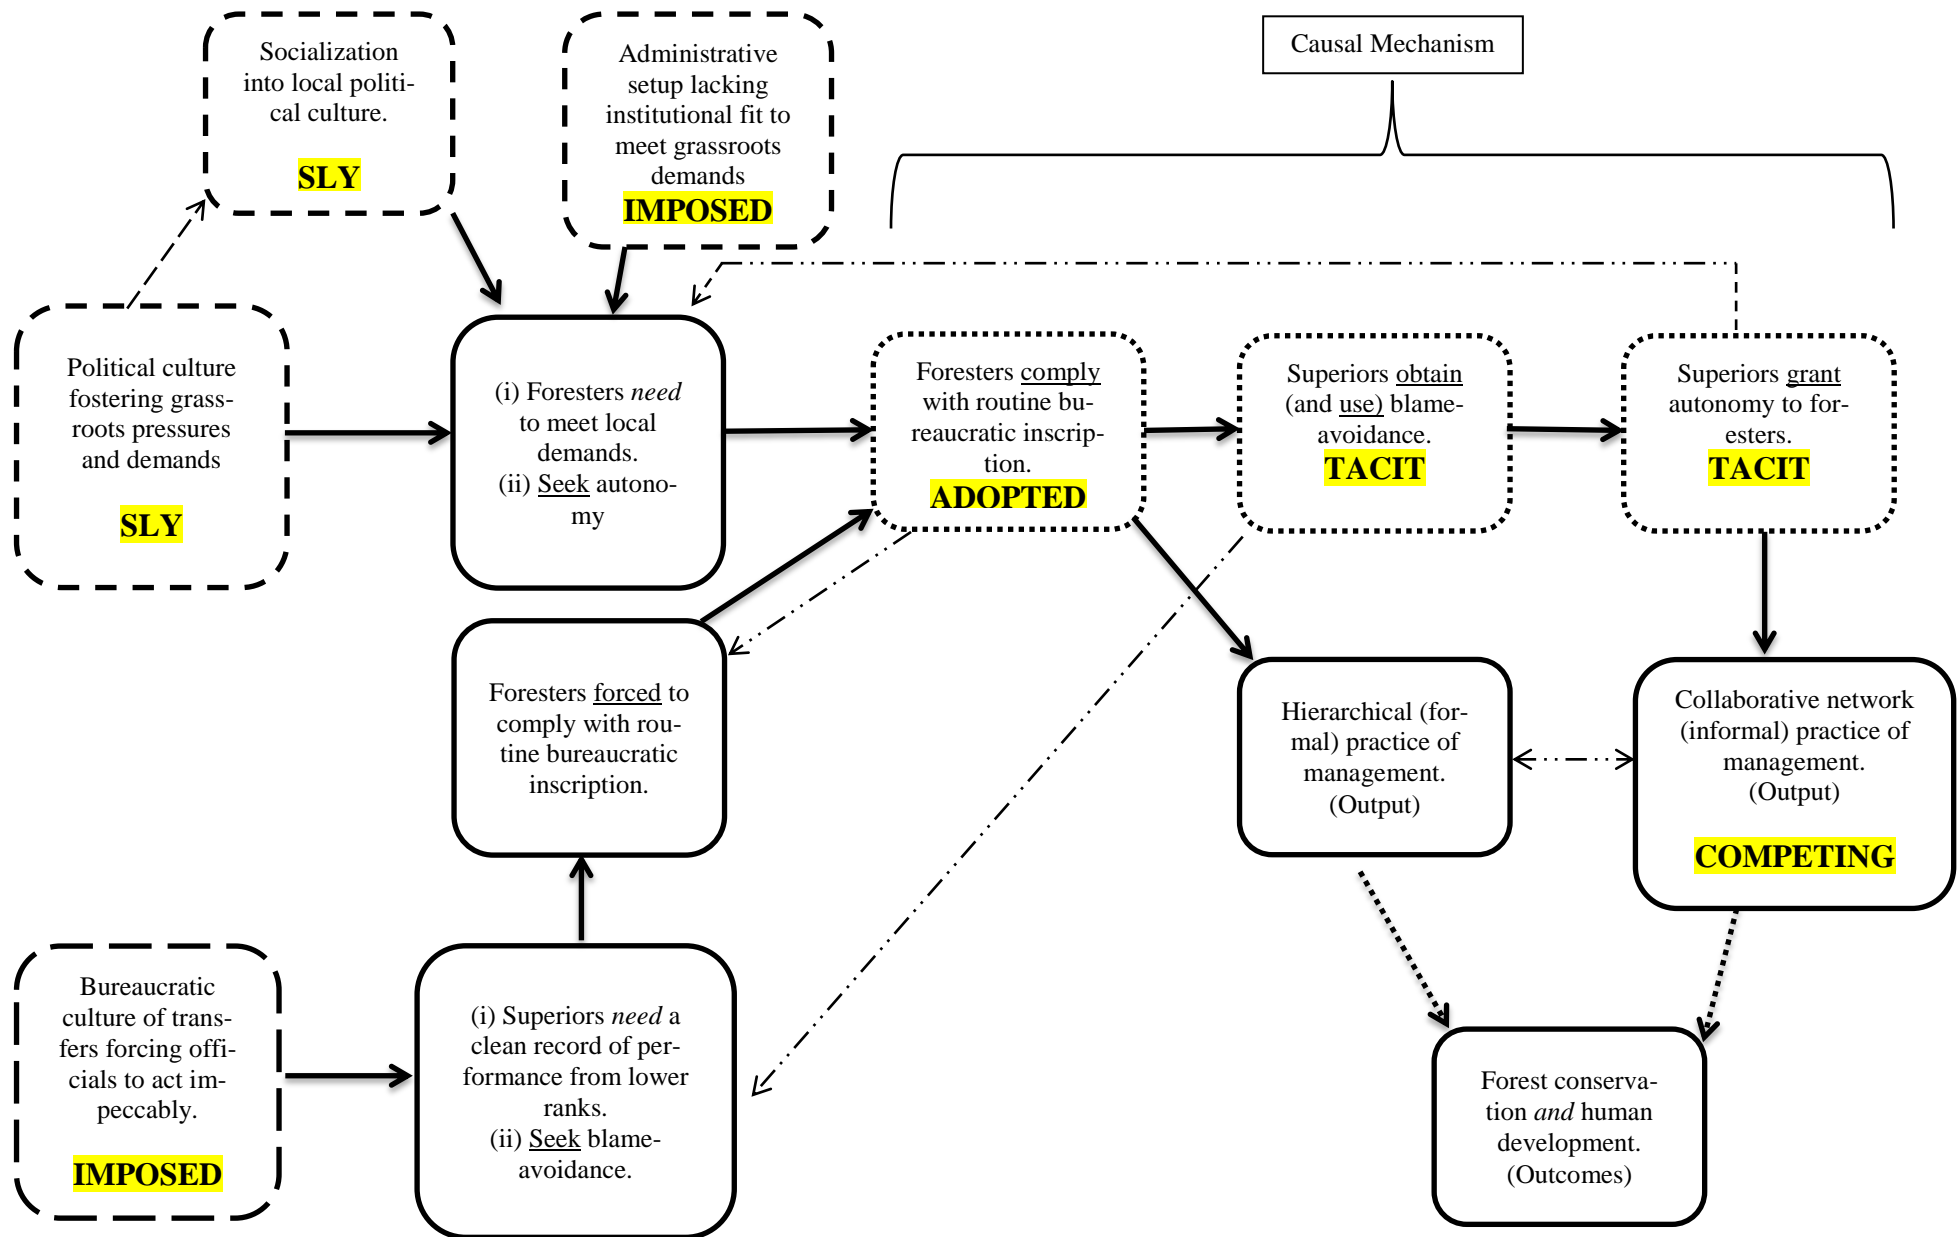 Socialization
into local politi-
cal culture.
SLY
Administrative
setup lacking
institutional fit to
meet grassroots
demands
IMPOSED
Causal Mechanism
Political culture
fostering grass-
roots pressures
and demands
SLY
(i) Foresters need
to meet local
demands.
(ii) Seek autono-
my
Foresters comply
with routine bu-
reaucratic inscrip-
tion.
ADOPTED
Superiors obtain
(and use) blame-
avoidance.
TACIT
Superiors grant
autonomy to for-
esters.
TACIT
Foresters forced to
comply with rou-
tine bureaucratic
inscription.
Hierarchical (for-
mal) practice of
management.
(Output)
Collaborative network
(informal) practice of
management.
(Output)
COMPETING
Bureaucratic
culture of trans-
fers forcing offi-
cials to act im-
peccably.
IMPOSED
(i) Superiors need a
clean record of per-
formance from lower
ranks.
(ii) Seek blame-
avoidance.
Forest conserva-
tion and human
development.
(Outcomes)